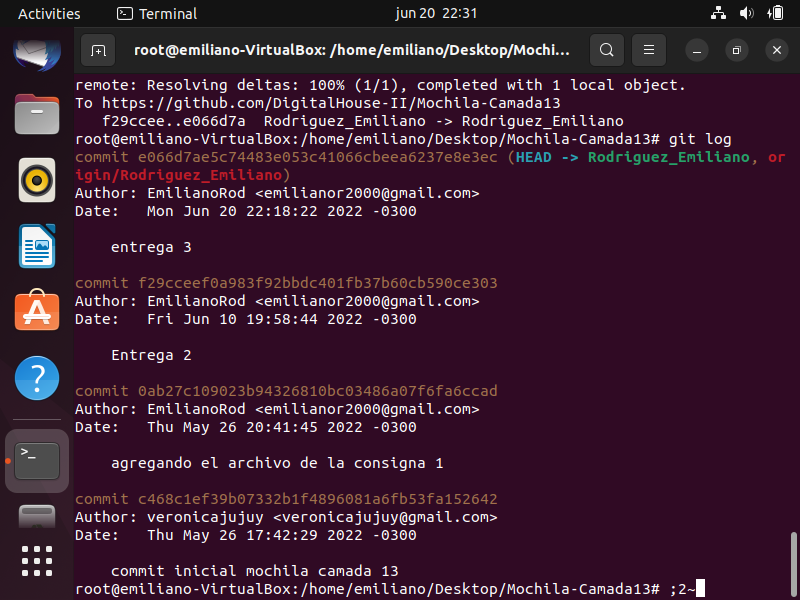 Activities Terminal jun 20 22:31
root@emiliano-VirtualBox: /home/emiliano/Desktop/Mochi...
remote: Resolving deltas: 100% (1/1), completed with 1 local object.
To https://github.com/DigitalHouse-II/Mochila-Camada13
   f29ccee..e066d7a  Rodriguez_Emiliano -> Rodriguez_Emiliano
root@emiliano-VirtualBox:/home/emiliano/Desktop/Mochila-Camada13# git log
commit e066d7ae5c74483e053c41066cbeea6237e8e3ec (HEAD -> Rodriguez_Emiliano, or
igin/Rodriguez_Emiliano)
Author: EmilianoRod <emilianor2000@gmail.com>
Date:   Mon Jun 20 22:18:22 2022 -0300
    entrega 3
commit f29cceef0a983f92bbdc401fb37b60cb590ce303
Author: EmilianoRod <emilianor2000@gmail.com>
Date:   Fri Jun 10 19:58:44 2022 -0300
    Entrega 2
commit 0ab27c109023b94326810bc03486a07f6fa6ccad
Author: EmilianoRod <emilianor2000@gmail.com>
Date:   Thu May 26 20:41:45 2022 -0300
    agregando el archivo de la consigna 1
commit c468c1ef39b07332b1f4896081a6fb53fa152642
Author: veronicajujuy <veronicajujuy@gmail.com>
Date:   Thu May 26 17:42:29 2022 -0300
    commit inicial mochila camada 13
root@emiliano-VirtualBox:/home/emiliano/Desktop/Mochila-Camada13# ;2~